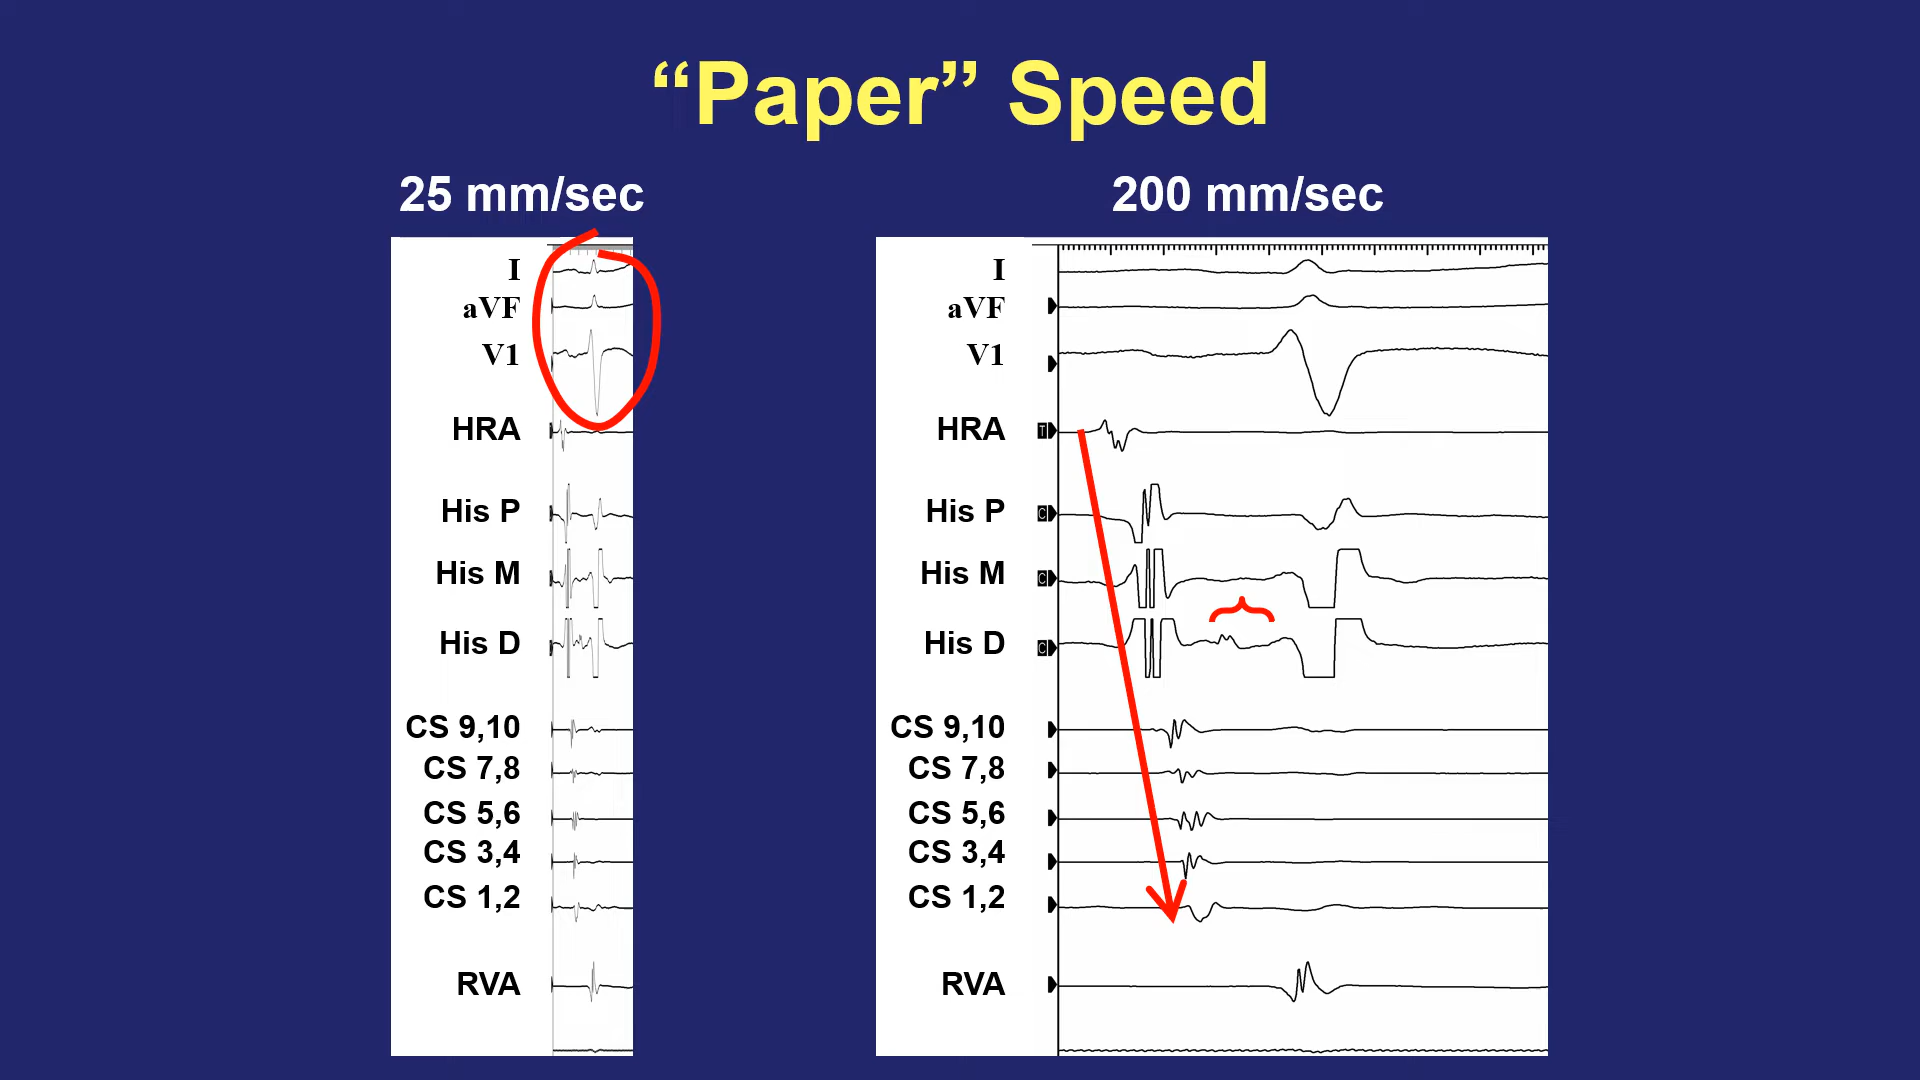 “Paper” Speed
25 mm/sec
I
aVF
V1
HRA
His P
His M
His D
CS 9,10
CS 7,8
CS 5,6
CS 3,4
CS 1,2
RVA
200 mm/sec
I
aVF
V1
HRA
T
His P
C
His M
C
His D
C
CS 9,10
CS 7,8
CS 5,6
CS 3,4
CS 1,2
RVA